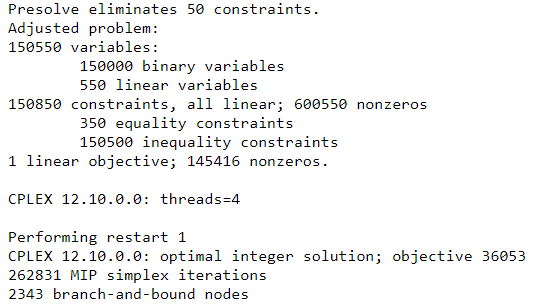 Presolve eliminates 50 constraints.
Adjusted problem:
150550 variables:
150000 binary variables
550 linear variables
150850 constraints, all linear; 600550 nonzeros
350 equality constraints
150500 inequality constraints
1 linear objective; 145416 nonzeros.
CPLEX 12.10.0.0: threads=4
Performing restart 1
CPLEX 12.10.0.0: optimal integer solution; objective 36053
262831 MIP simplex iterations
2343 branch-and-bound nodes